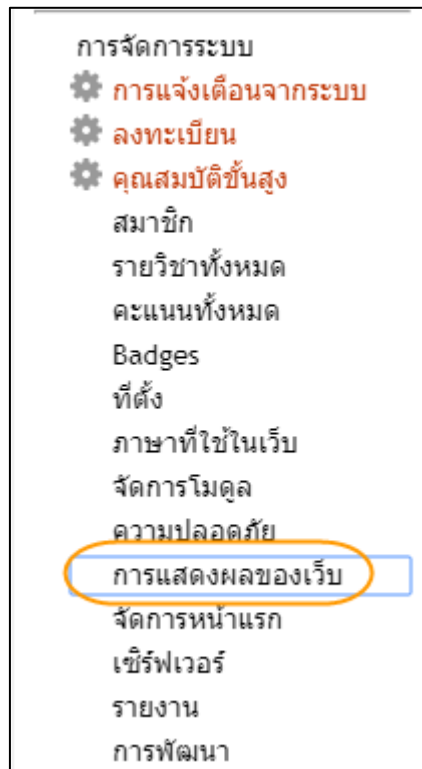 การจัดการระบบ
การแจ้งเตือนจากระบบ
ลงทะเบียน
คุณสมบัติขั้นสูง
สมาชิก
รายวิชาทั้งหมด
คะแนนทั้งหมด
Badges
ที่ตั้ง
ภาษาที่ใช้ในเว็บ
จัดการโมดูล
ความปลอดภัย
การแสดงผลของเว็บ
จัดการหน้าแรก
เซิร์ฟเวอร์
รายงาน
การพัฒนา